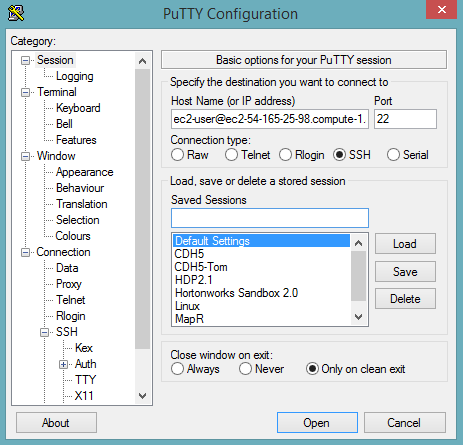 PuTTY Configuration
Category:
Session
Logging
Terminal
Keyboard
Bell
Features
Window
Appearance
Behaviour
Translation
Selection
Colours
Connection
Data
Proxy
Telnet
Rlogin
SSH
Kex
Auth
TTY
X11
Basic options for your PuTTY session
Specify the destination you want to connect to
Host Name (or IP address) Port
ec2-user@ec2-54-165-25-98.compute-1. 22
Connection type:
Raw Telnet Rlogin SSH Serial
Load, save or delete a stored session
Saved Sessions
Default Settings
CDH5
CDH5-Tom
HDP2.1
Hortonworks Sandbox 2.0
Linux
MapR
Load
Save
Delete
Close window on exit:
Always Never Only on clean exit
About Open Cancel